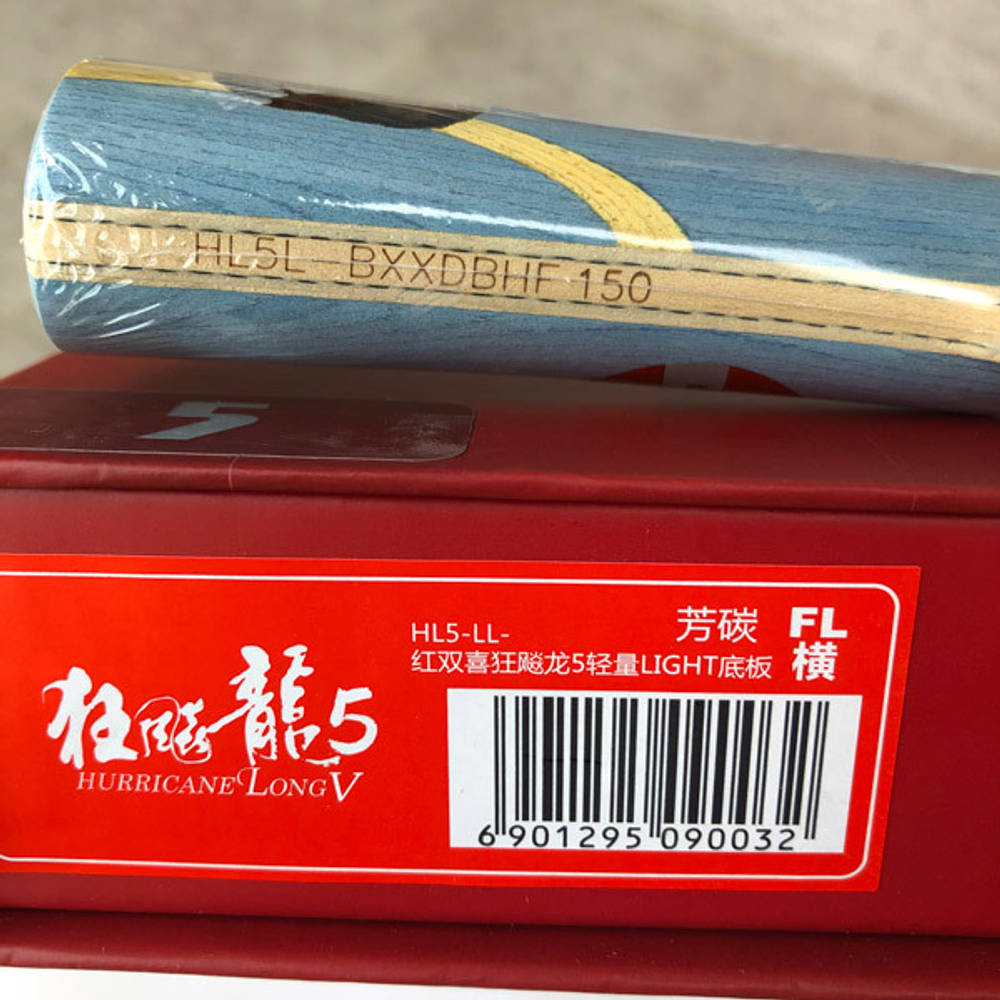 HL5L-BXXDBHF 150
5
狂飚龍5
HURRICANE LONG V
HL5-LL-
芳碳
红双喜狂飚龙5轻量LIGHT底板
FL
横
6 901295 090032